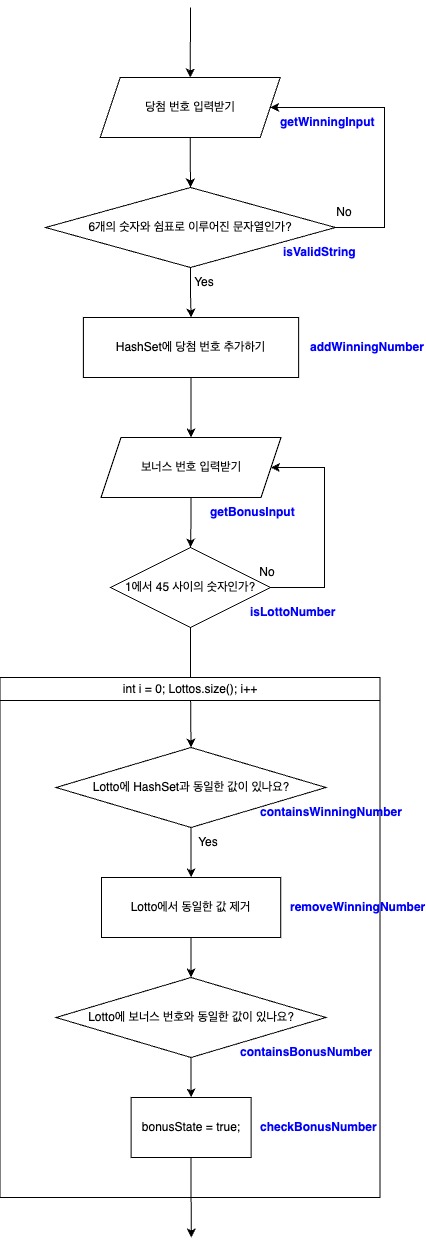 당첨 번호 입력받기
getWinningInput
No
6개의 숫자와 쉼표로 이루어진 문자열인가?
isValidString
Yes
HashSet에 당첨 번호 추가하기
addWinningNumber
보너스 번호 입력받기
getBonusInput
No
1에서 45 사이의 숫자인가?
isLottoNumber
int i = 0; Lottos.size(); i++
Lotto에 HashSet과 동일한 값이 있나요?
containsWinningNumber
Yes
Lotto에서 동일한 값 제거
removeWinningNumber
Lotto에 보너스 번호와 동일한 값이 있나요?
containsBonusNumber
bonusState = true;
checkBonusNumber